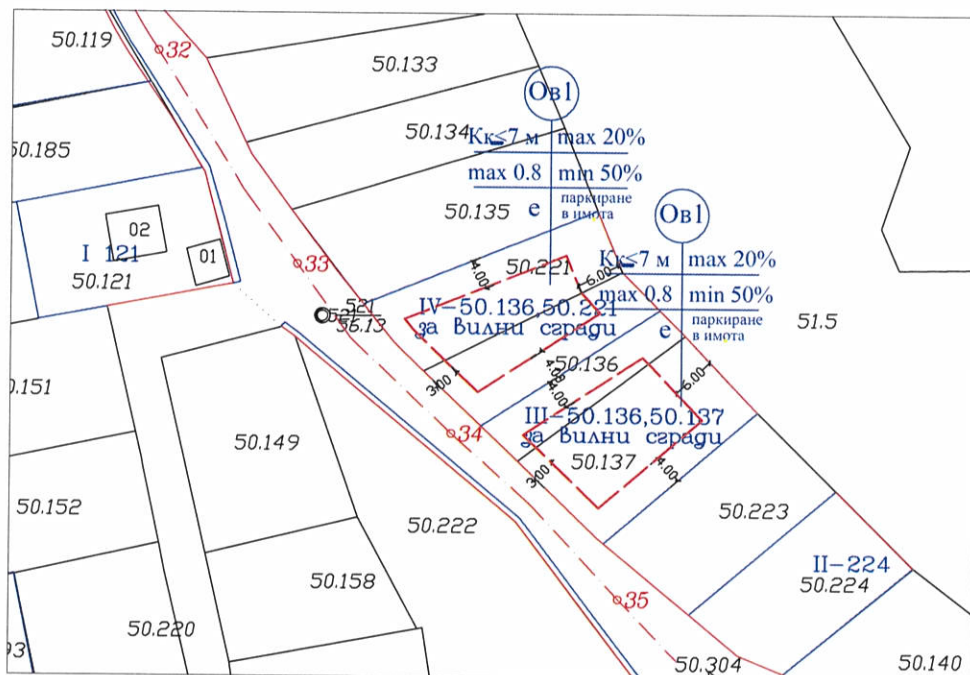 50.119
32
50.133
Ов1
50.134
Кк≤7 м max 20%
max 0.8 min 50%
е паркиране
в имота
50.185
02
01
I 121
50.121
50.135
Ов1
33
4.00
50.221
6.00
Кк≤7 м max 20%
max 0.8 min 50%
е паркиране
в имота
521
56.13
IV-50.136,50.221
за вилни сгради
51.5
50.136
3.00
4.08
4.00
6.00
III-50.136,50.137
за вилни сгради
50.137
3.00
4.00
34
50.149
50.152
50.222
50.223
II-224
50.224
50.158
35
50.220
50.304
50.140